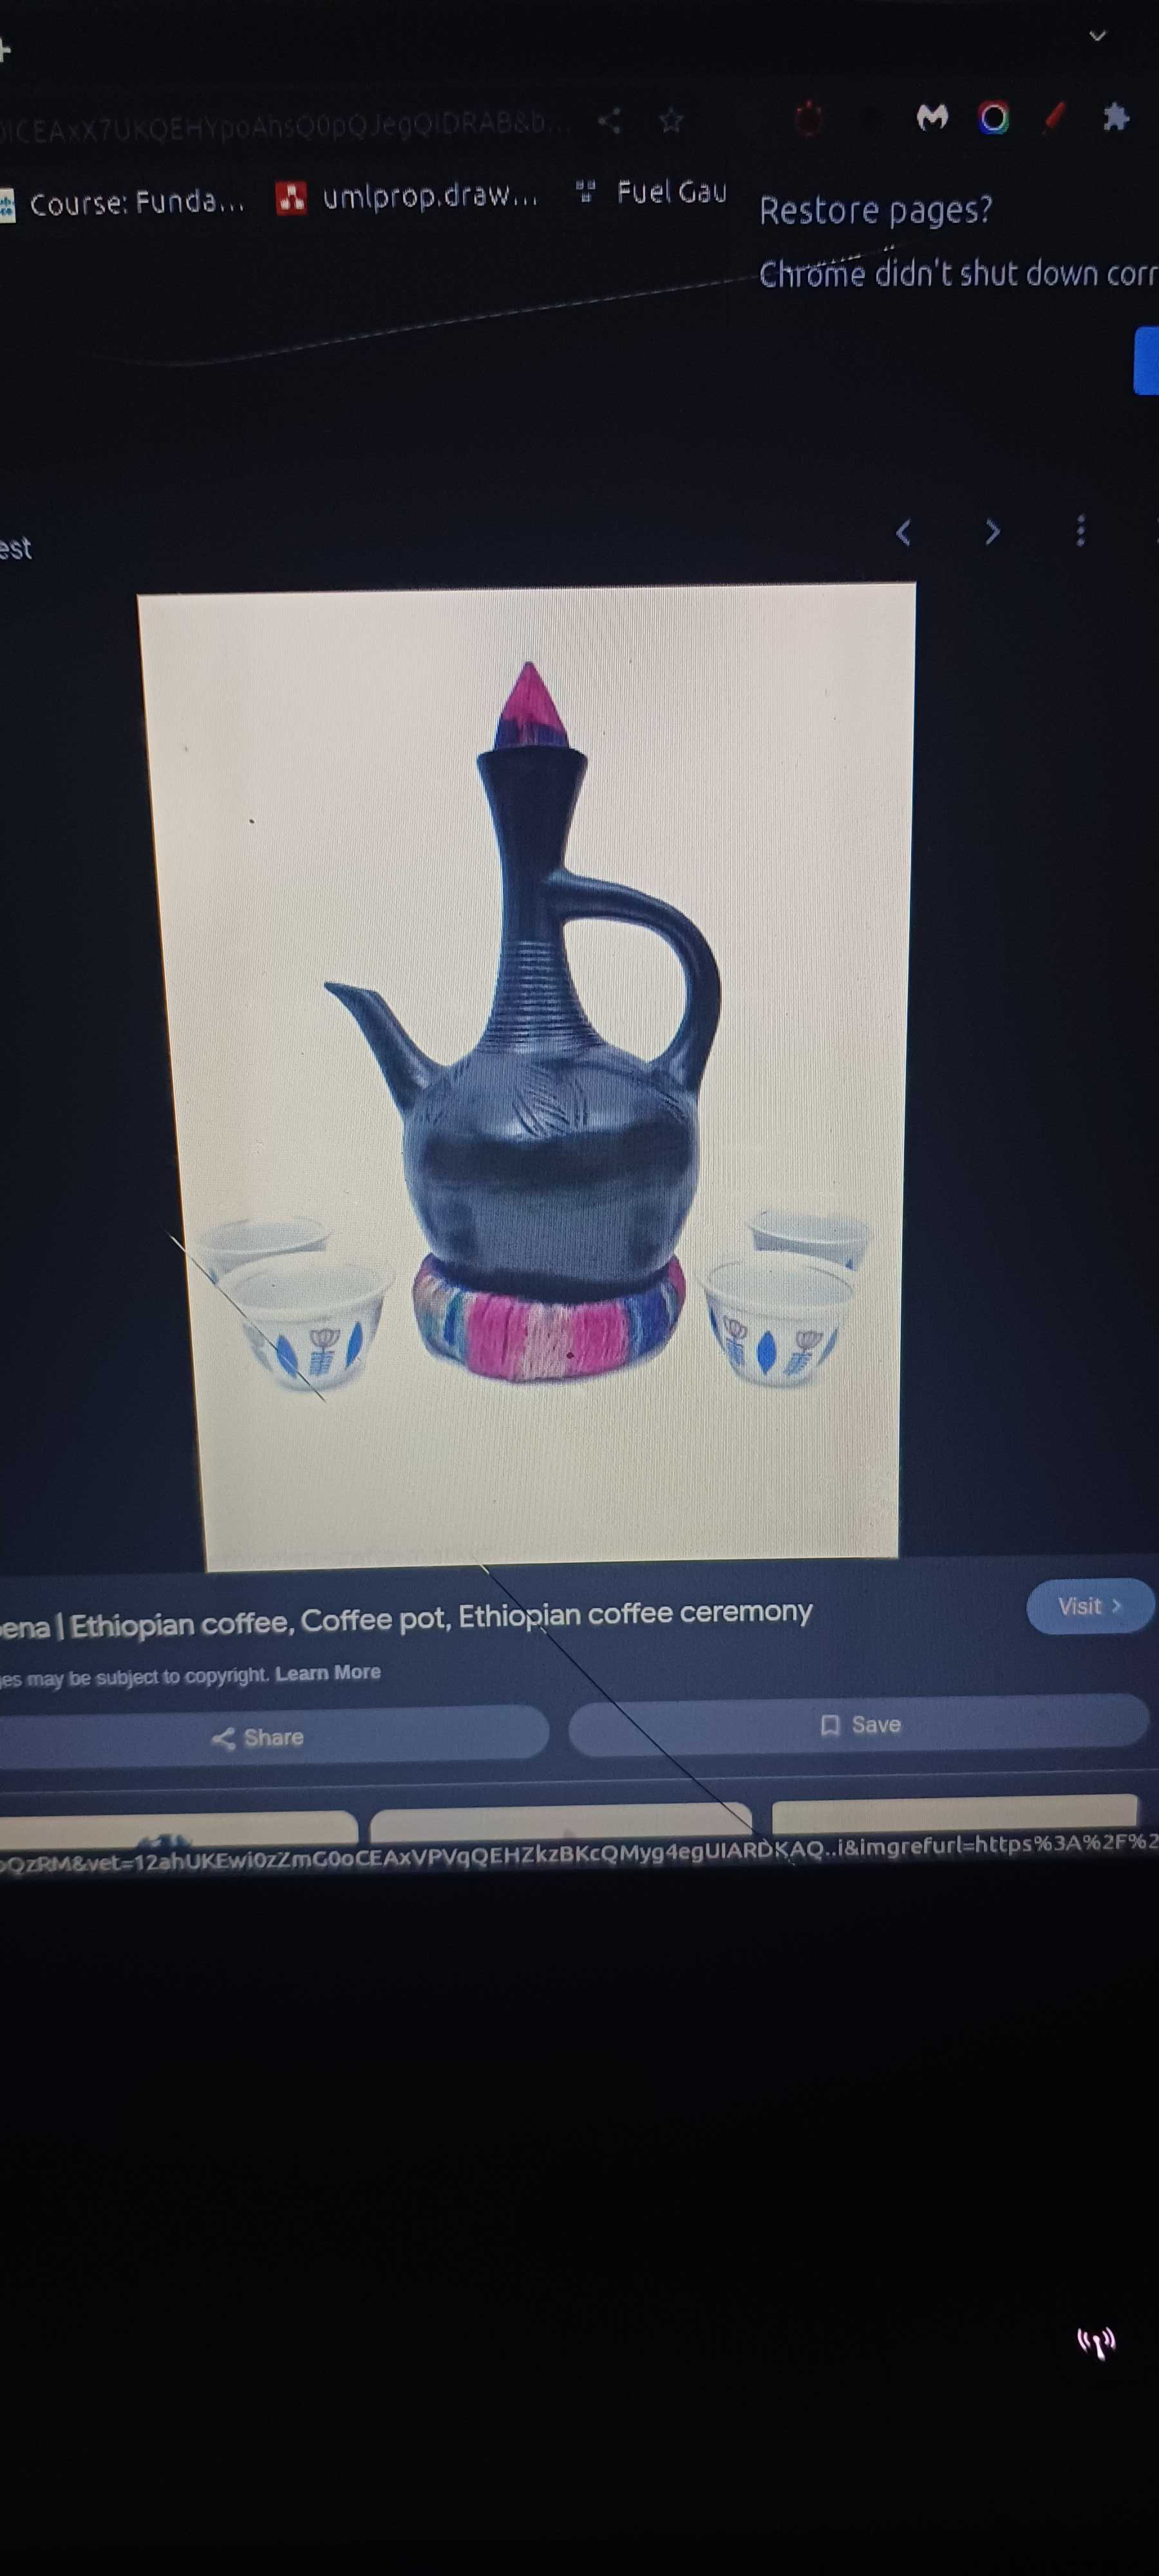 Course: Funda...
umlprop.draw...
Fuel Gau
Restore pages?
Chrome didn't shut down corr
est
ena | Ethiopian coffee, Coffee pot, Ethiopian coffee ceremony
Visit >
es may be subject to copyright. Learn More
Share
Save
QzRM&vet=12ahUKEwi0zZmG0oCEAxVPVqQEHZkzBKcQMyg4egUIARDKAQ..i&imgrefurl=https%3A%2F%2